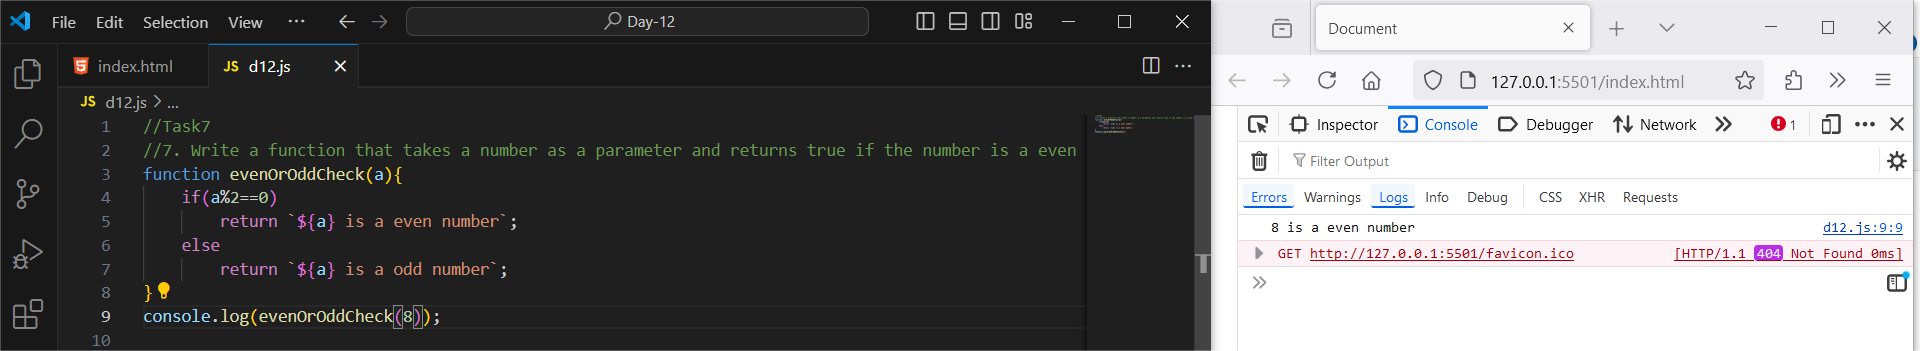 File Edit Selection View ··· Day-12
index.html JS d12.js
JS d12.js > ...
1 //Task7
2 //7. Write a function that takes a number as a parameter and returns true if the number is a even
3 function evenOrOddCheck(a){
4 if(a%2==0)
5 return `${a} is a even number`;
6 else
7 return `${a} is a odd number`;
8 }
9 console.log(evenOrOddCheck(8));
10
Document
127.0.0.1:5501/index.html
Inspector Console Debugger Network 1
Filter Output
Errors Warnings Logs Info Debug CSS XHR Requests
8 is a even number d12.js:9:9
GET http://127.0.0.1:5501/favicon.ico [HTTP/1.1 404 Not Found 0ms]